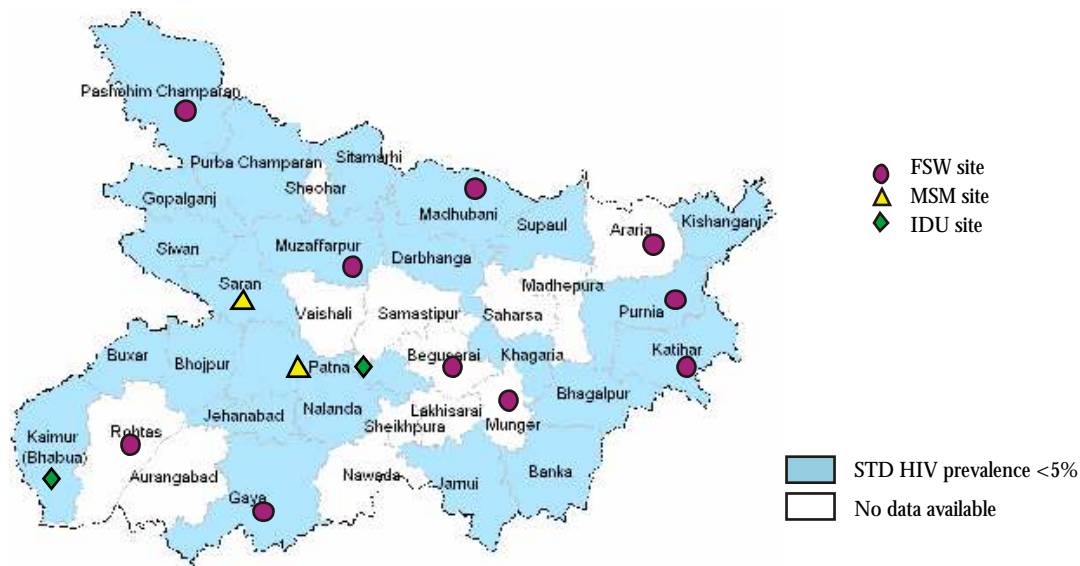 Pashchim Champaran
Purba Champaran
Sitamarhi
Sheohar
Gopalganj
Madhubani
Supaul
Araria
Kishanganj
Siwan
Muzaffarpur
Darbhanga
Saran
Madhepura
Vaishali
Samastipur
Saharsa
Purnia
Buxar
Bhojpur
Patna
Beguserai
Khagaria
Katihar
Bhagalpur
Jehanabad
Nalanda
Lakhisarai
Sheikhpura
Munger
Kaimur
(Bhabua)
Rohtas
Aurangabad
Nawada
Jamui
Banka
Gaya
FSW site
MSM site
IDU site
STD HIV prevalence <5%
No data available